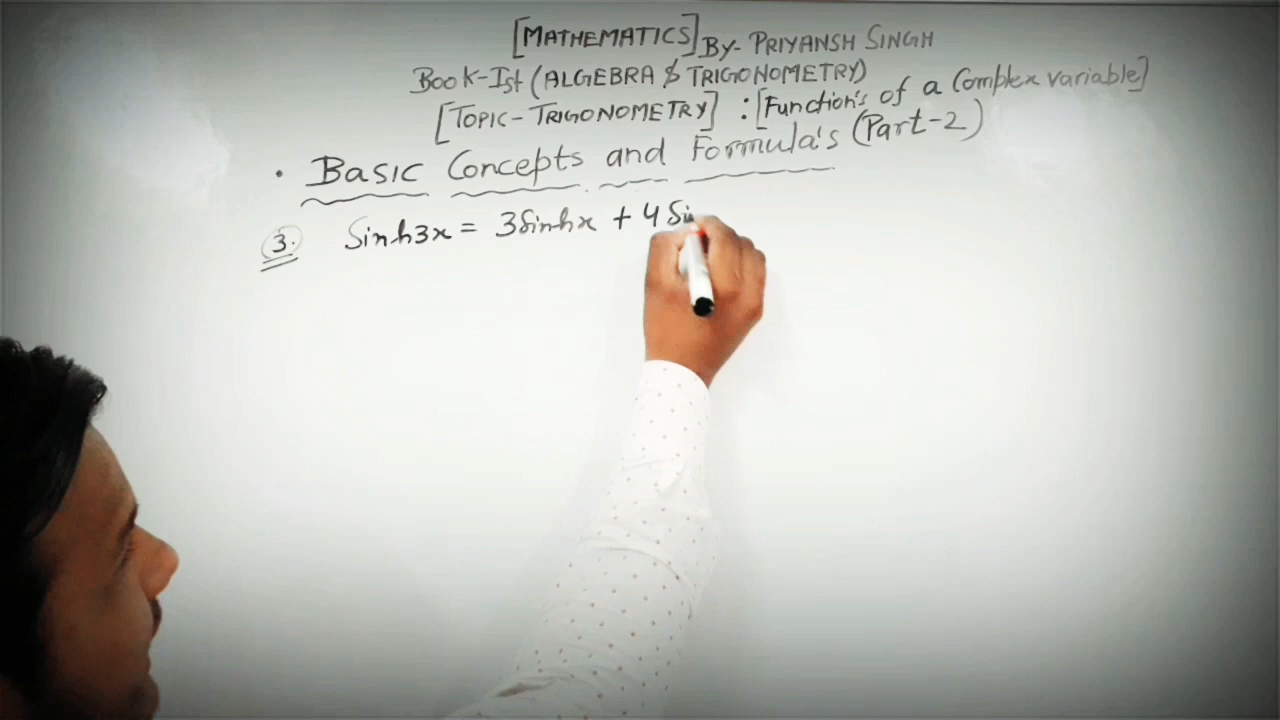 [MATHEMATICS] By- PRIYANSH SINGH
BOOK-Ist (ALGEBRA & TRIGONOMETRY)
[TOPIC- TRIGONOMETRY] : [Function's of a Complex variable]
• BASIC Concepts and Formula's (Part-2)
3. Sinh3x = 3Sinhx + 4 Si